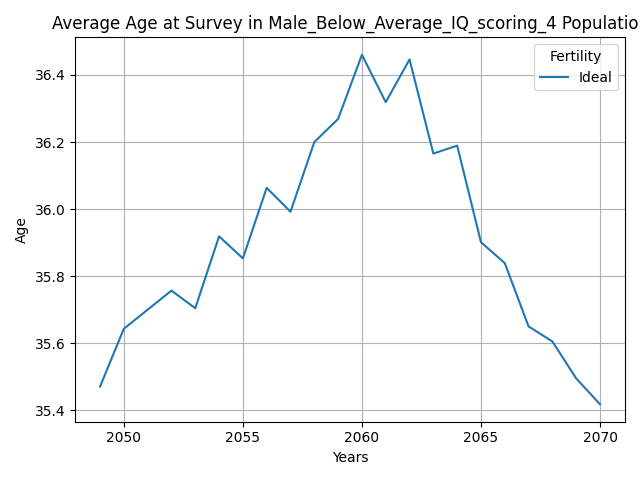 Average Age at Survey in Male_Below_Average_IQ_scoring_4 Populatio
Fertility
Ideal
Age
36.4
36.2
36.0
35.8
35.6
35.4
2050 2055 2060 2065 2070
Years